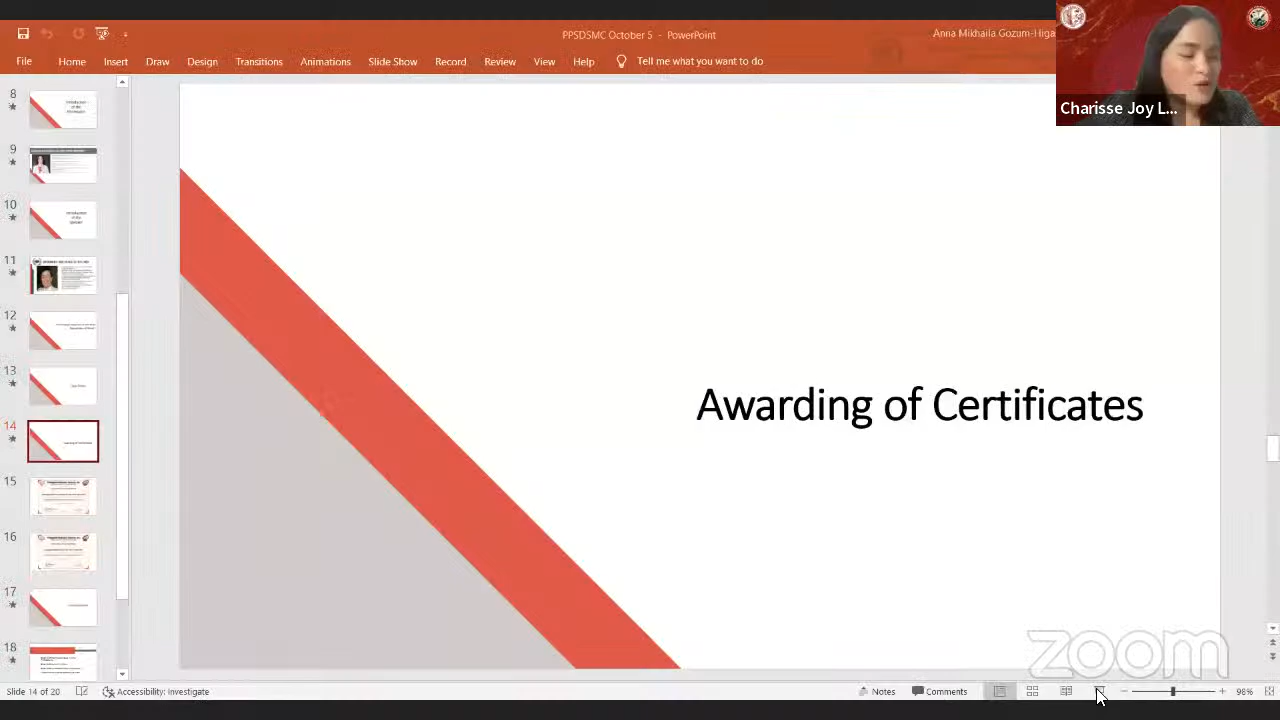 PPSDSMC October 5 - PowerPoint
Anna Mikhaila Gozum-Higa
File Home Insert Draw Design Transitions Animations Slide Show Record Review View Help Tell me what you want to do
Charisse Joy L...
8
9
10
11
12
13
14
15
16
17
18
Awarding of Certificates
zoom
Slide 14 of 20 Accessibility: Investigate Notes Comments 98%